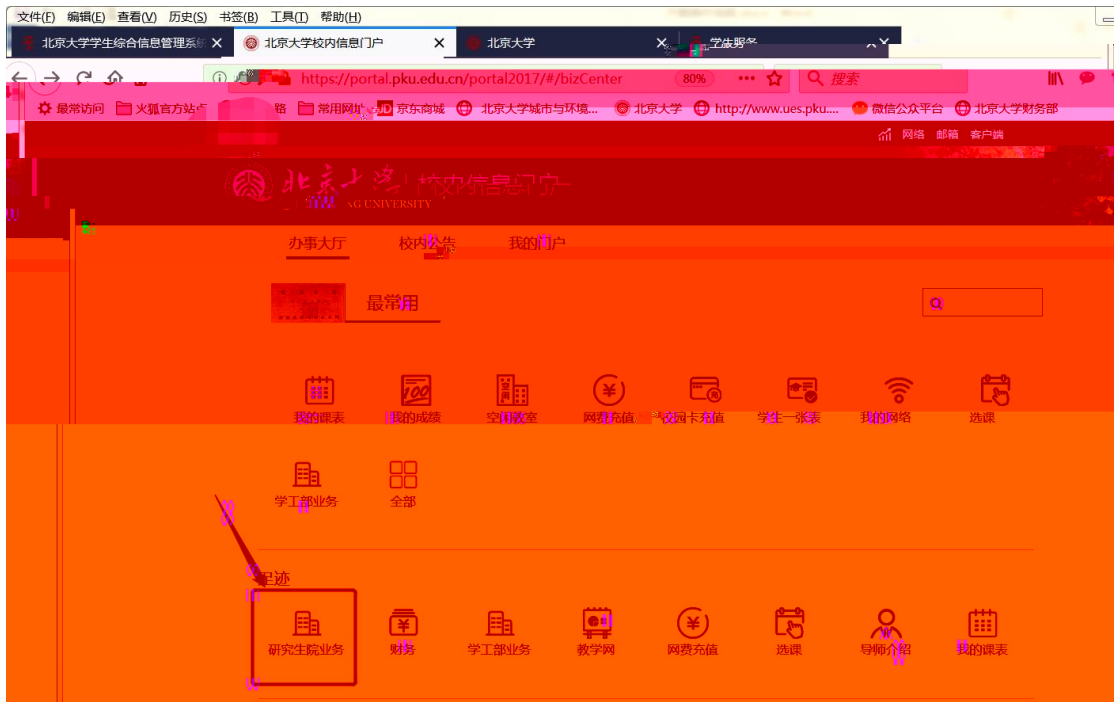 文件(F) 编辑(E) 查看(V) 历史(S) 书签(B) 工具(T) 帮助(H)
北京大学学生综合信息管理系统 北京大学校内信息门户 北京大学
https://portal.pku.edu.cn/portal2017/#/bizCenter 80% 搜索
最常访问 火狐官方站点 常用网址 JD 京东商城 北京大学城市与环境... 北京大学 http://www.ues.pku.... 微信公众平台 北京大学财务部
网络 邮箱 客户端
北京大学 校内信息门户
UNIVERSITY
办事大厅 校内公告 我的门户
最常用
我的课表 我的成绩 空闲教室 网费充值 校园卡充值 学生一张表 我的网络 选课
学工部业务 全部
足迹
研究生院业务 财务 学工部业务 教学网 网费充值 选课 导师介绍 我的课表